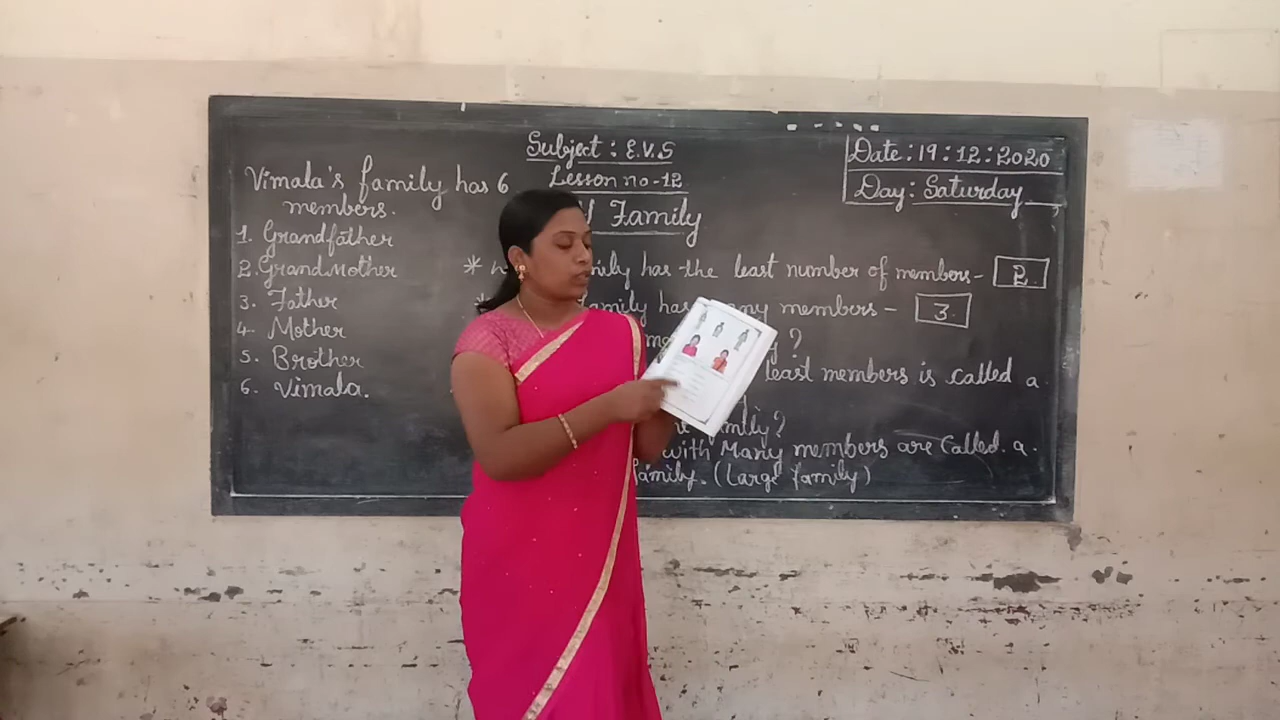 Subject : E.V.S
Lesson no-12
Family
Date : 19 : 12 : 2020
Day : Saturday
Vimala's family has 6
members.
1. Grandfather
2. GrandMother
3. Father
4. Mother
5. Brother
6. Vimala.
* has the least number of members - 2
family has many members - 3
?
least members is called a
family?
with Many members are called a
family. (Large family)